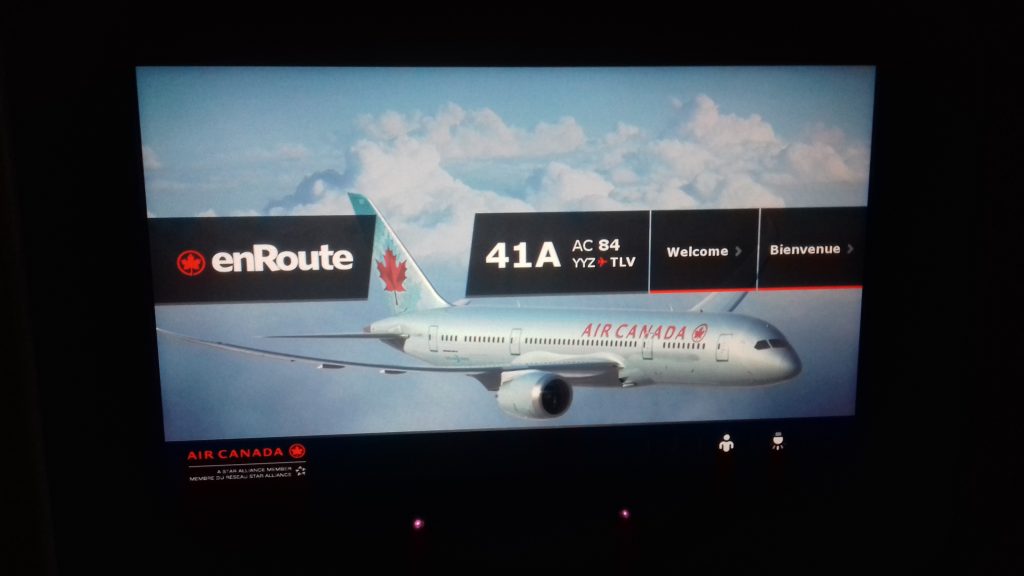 enRoute
41A
AC 84
YYZ TLV
Welcome
Bienvenue
AIR CANADA
AIR CANADA
A STAR ALLIANCE MEMBER
MEMBRE DU RÉSEAU STAR ALLIANCE